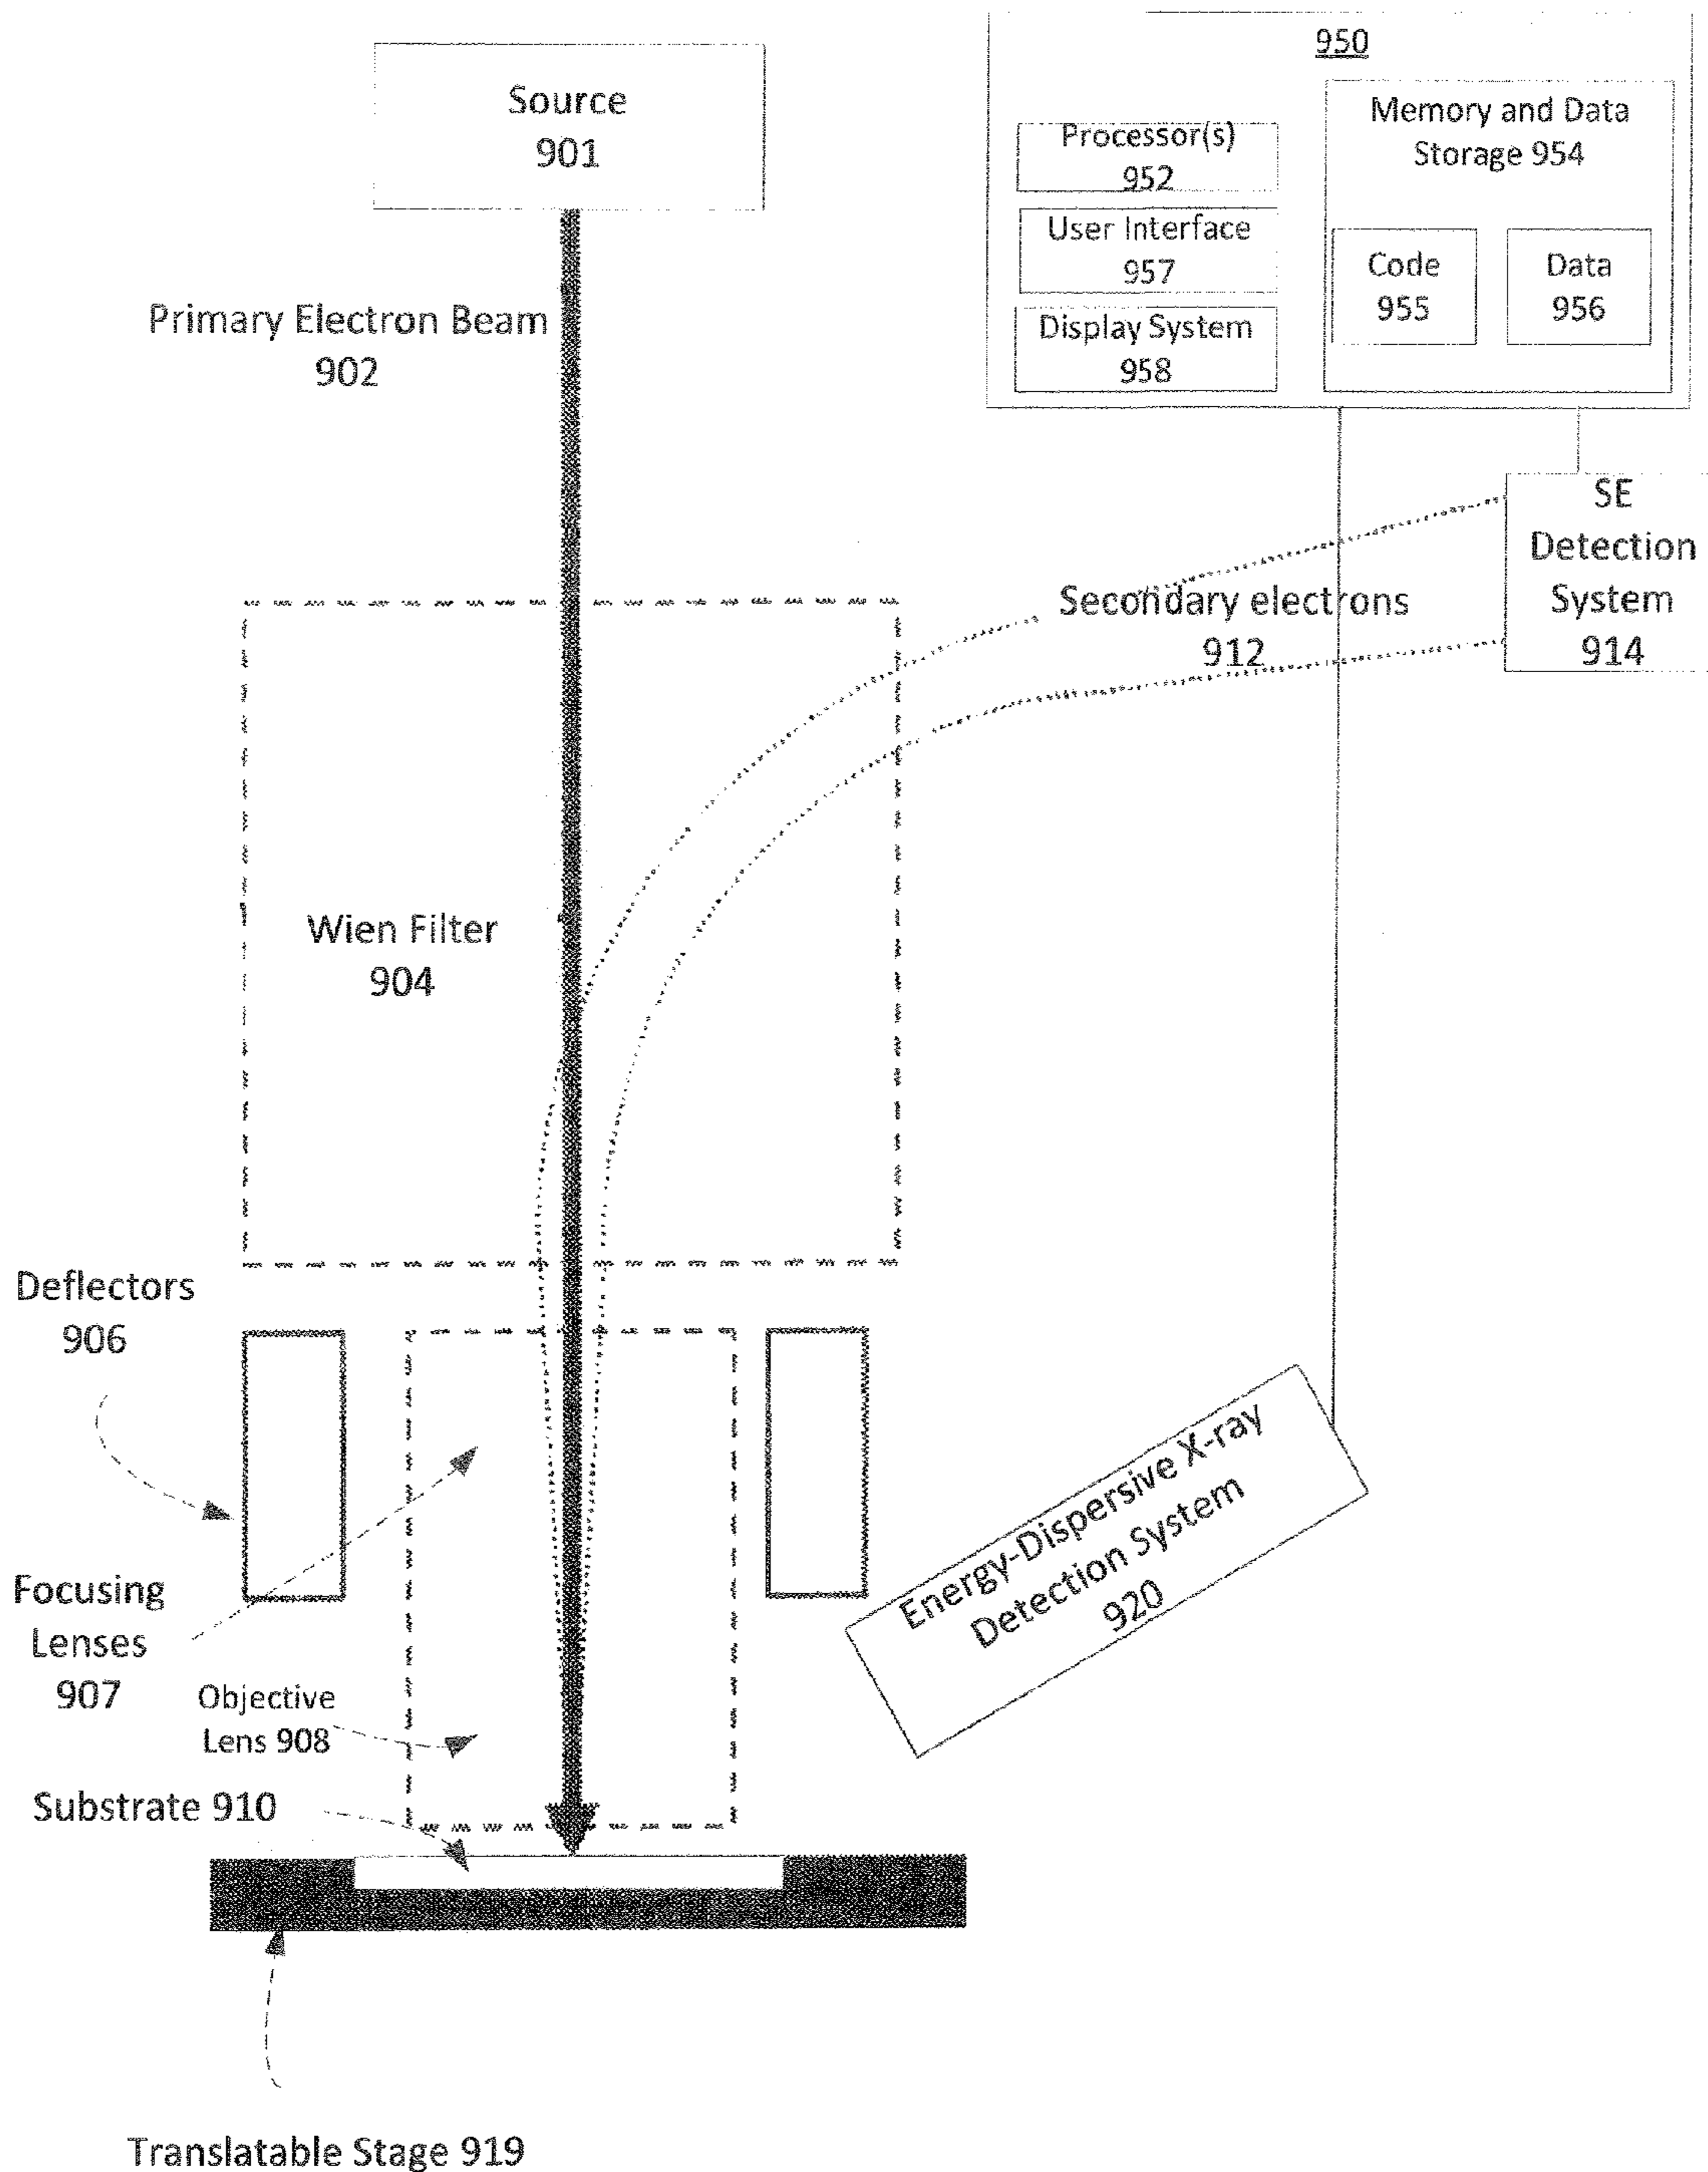 Source
901
950
Processor(s)
952
User Interface
957
Display System
958
Memory and Data
Storage 954
Code
955
Data
956
Primary Electron Beam
902
SE
Detection
System
914
Secondary electrons
912
Wien Filter
904
Deflectors
906
Energy-Dispersive X-ray
Detection System
920
Focusing
Lenses
907
Objective
Lens 908
Substrate 910
Translatable Stage 919